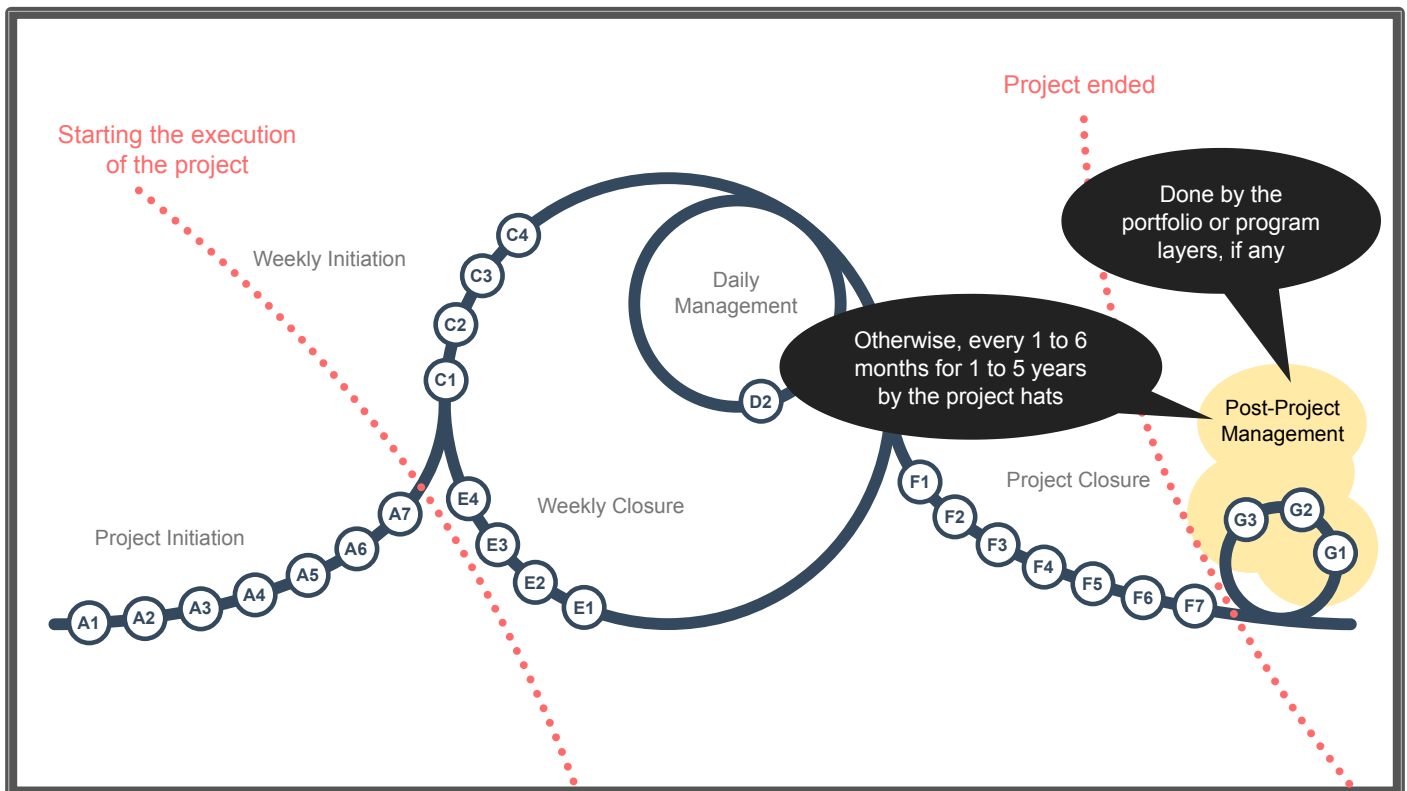 Project ended
Starting the execution
of the project
Done by the
portfolio or program
layers, if any
Weekly Initiation
C4
C3
C2
C1
Daily
Management
D2
Otherwise, every 1 to 6
months for 1 to 5 years
by the project hats
Post-Project
Management
Project Initiation
A1
A2
A3
A4
A5
A6
A7
Weekly Closure
E4
E3
E2
E1
Project Closure
F1
F2
F3
F4
F5
F6
F7
G3
G2
G1